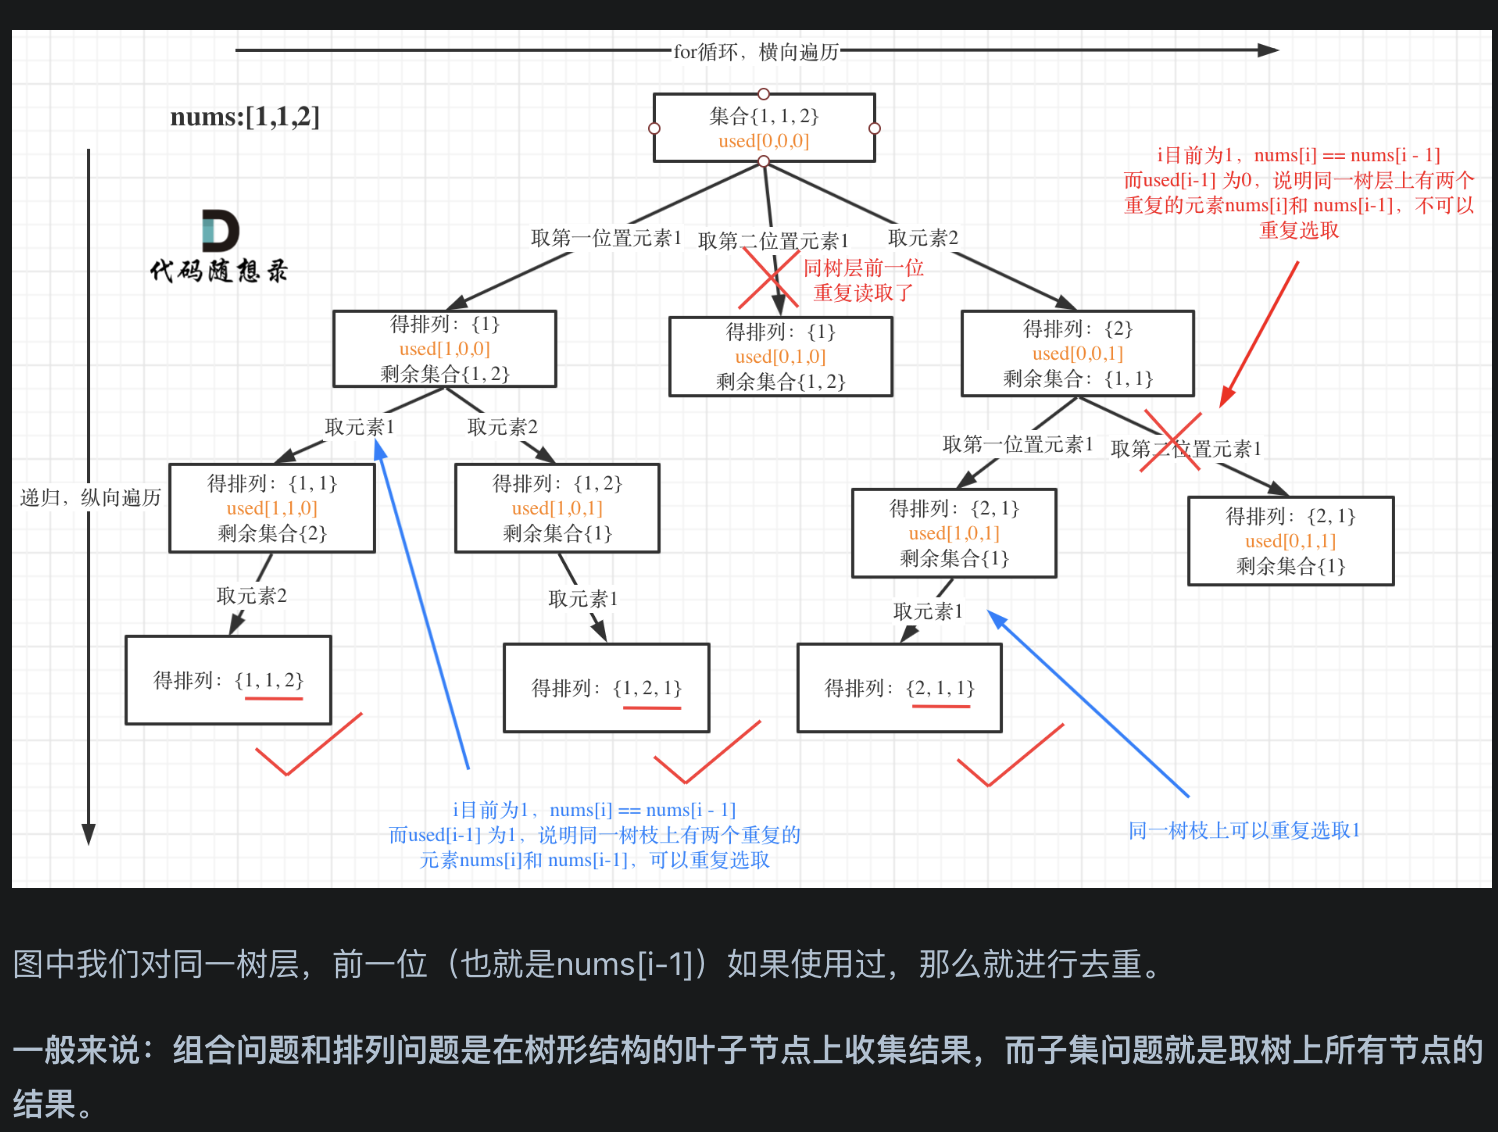 for循环，横向遍历
nums:[1,1,2]
集合{1, 1, 2}
used[0,0,0]
i目前为1，nums[i] == nums[i - 1]
而used[i-1] 为0，说明同一树层上有两个
重复的元素nums[i]和 nums[i-1]，不可以
重复选取
代码随想录
取第一位置元素1
取第二位置元素1
取元素2
同树层前一位
重复读取了
得排列：{1}
used[1,0,0]
剩余集合{1, 2}
得排列：{1}
used[0,1,0]
剩余集合{1, 2}
得排列：{2}
used[0,0,1]
剩余集合：{1, 1}
取元素1
取元素2
取第一位置元素1
取第二位置元素1
递归，纵向遍历
得排列：{1, 1}
used[1,1,0]
剩余集合{2}
得排列：{1, 2}
used[1,0,1]
剩余集合{1}
得排列：{2, 1}
used[1,0,1]
剩余集合{1}
得排列：{2, 1}
used[0,1,1]
剩余集合{1}
取元素2
取元素1
取元素1
得排列：{1, 1, 2}
得排列：{1, 2, 1}
得排列：{2, 1, 1}
i目前为1，nums[i] == nums[i - 1]
而used[i-1] 为1，说明同一树枝上有两个重复的
元素nums[i]和 nums[i-1]，可以重复选取
同一树枝上可以重复选取1
图中我们对同一树层，前一位（也就是nums[i-1]）如果使用过，那么就进行去重。
一般来说：组合问题和排列问题是在树形结构的叶子节点上收集结果，而子集问题就是取树上所有节点的
结果。